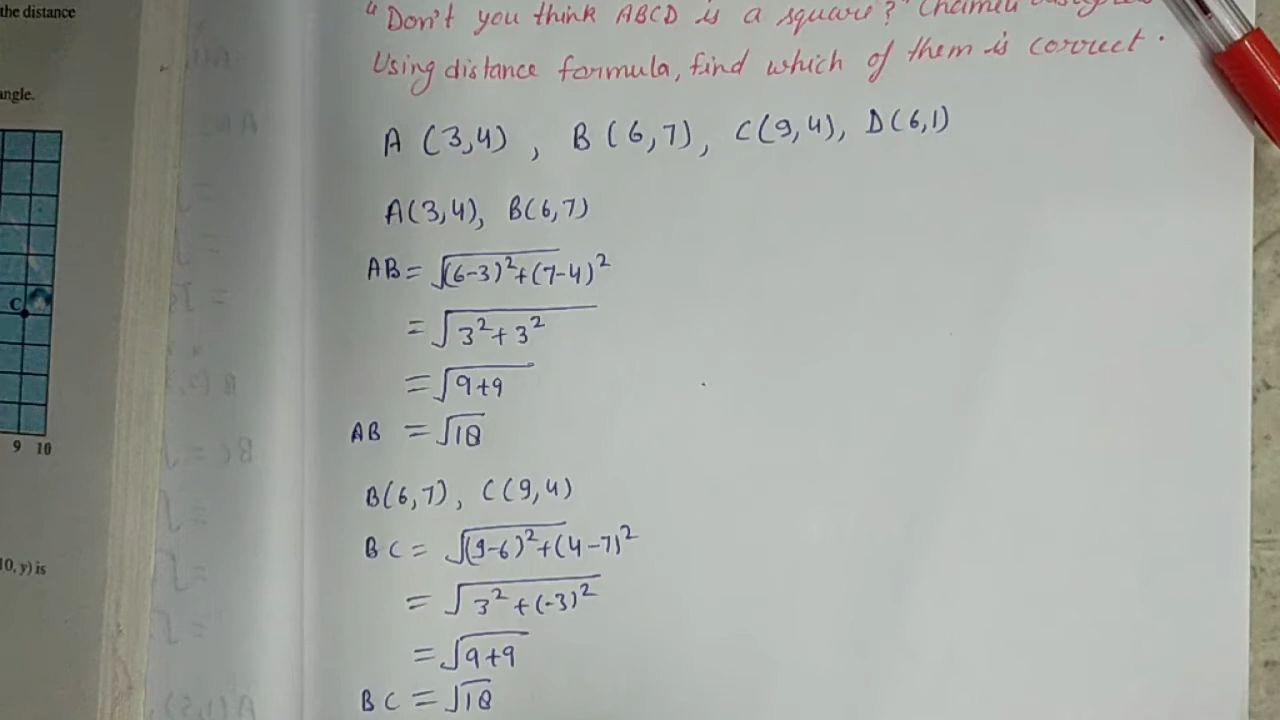 the distance
angle.
C
9 10
10, y) is
"Don't you think ABCD is a square?"
Using distance formula, find which of them is correct.
A (3,4) , B (6,7), C(9,4), D(6,1)
A(3,4), B(6,7)
AB = √(6-3)²+(7-4)²
= √3²+3²
= √9+9
AB = √18
B(6,7), C(9,4)
BC = √(9-6)²+(4-7)²
= √3²+(-3)²
= √9+9
BC = √18